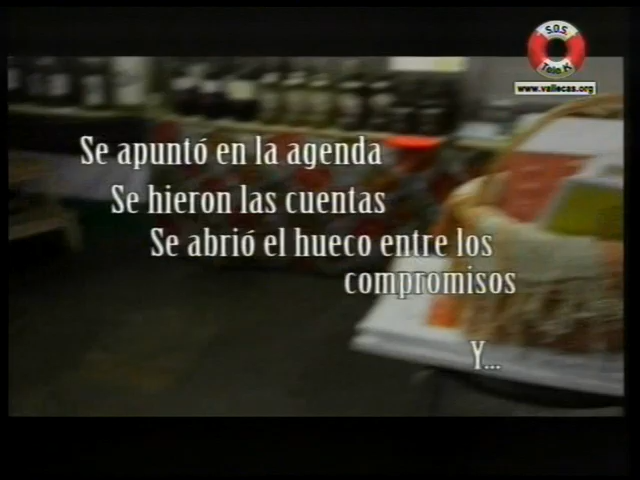 S.O.S.
Tele K
www.vallecas.org
Se apuntó en la agenda
Se hieron las cuentas
Se abrió el hueco entre los
compromisos
Y...